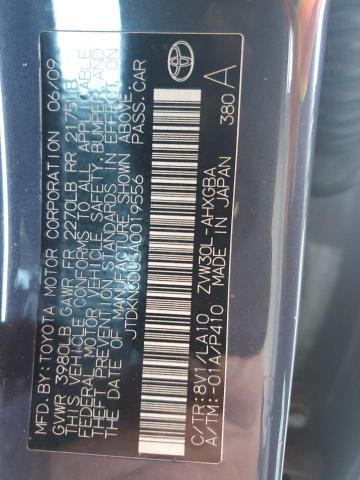 MFD. BY: TOYOTA MOTOR CORPORATION 06/09
GVWR 3980LB GAWR FR 2270LB RR 2175LB
THIS VEHICLE CONFORMS TO ALL APPLICABLE
FEDERAL MOTOR VEHICLE SAFETY, BUMPER, AND
THEFT PREVENTION STANDARDS IN EFFECT ON
THE DATE OF MANUFACTURE SHOWN ABOVE.
JTDKN3DU5A0019556 PASS. CAR
C/TR: 8V1/LA10 ZVW30L-AHXGBA
A/TM: -01A/P410 MADE IN JAPAN
380 A